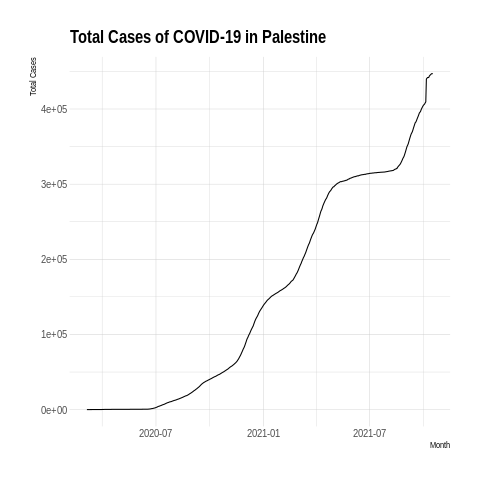 Total Cases of COVID-19 in Palestine
Total Cases
4e+05
3e+05
2e+05
1e+05
0e+00
2020-07 2021-01 2021-07
Month